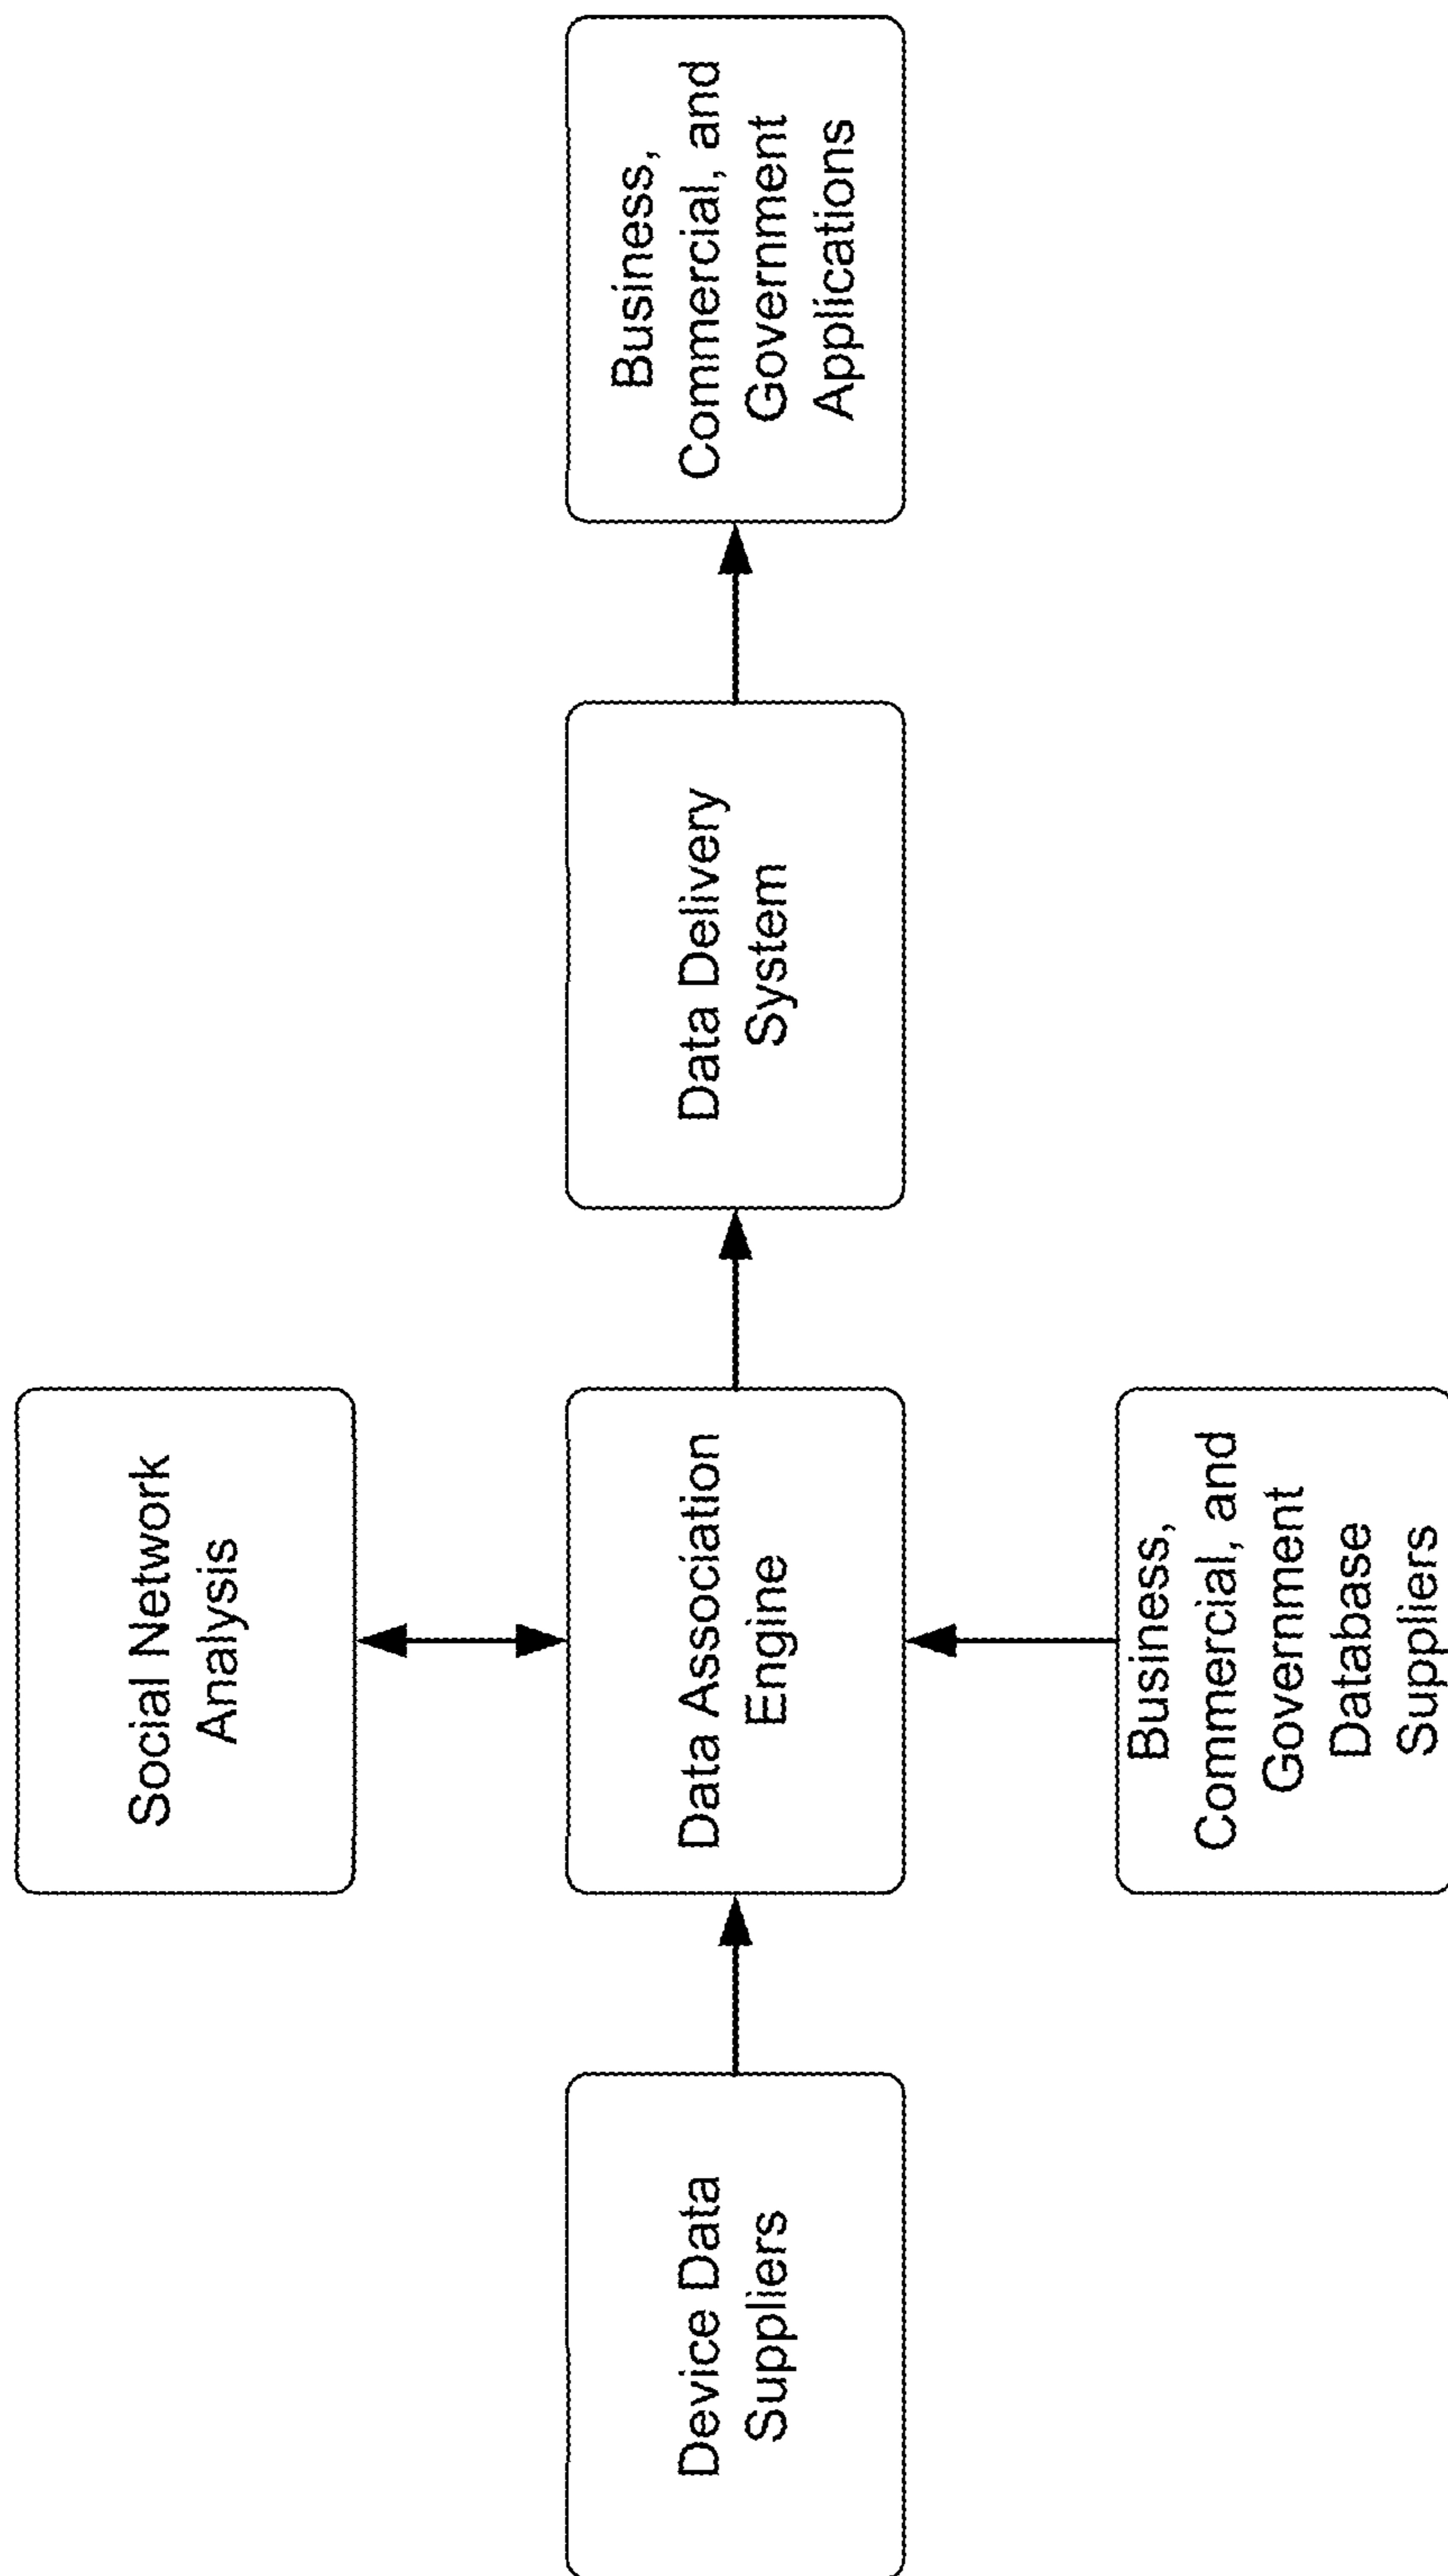 Social Network
Analysis
Device Data
Suppliers
Data Association
Engine
Data Delivery
System
Business,
Commercial, and
Government
Applications
Business,
Commercial, and
Government
Database
Suppliers